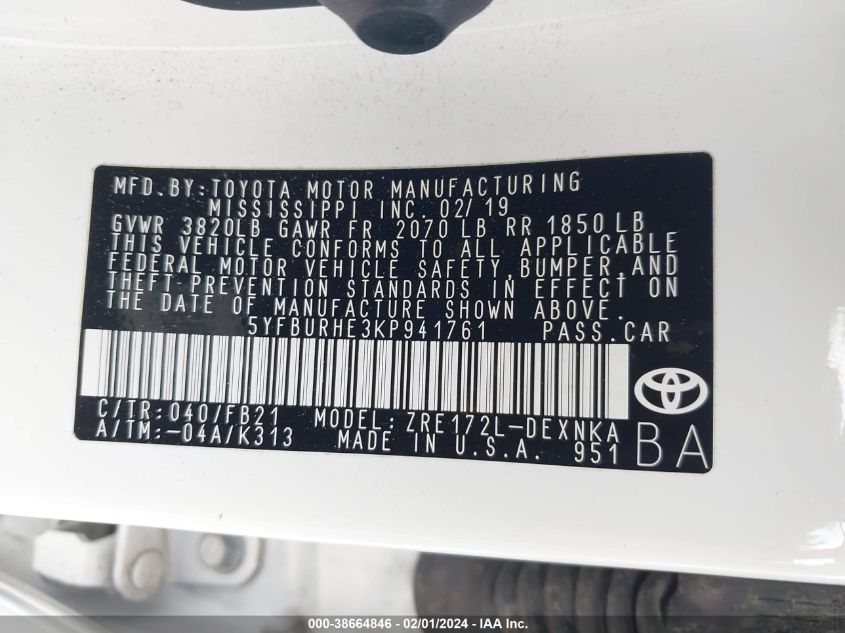 MFD.BY:TOYOTA MOTOR MANUFACTURING
MISSISSIPPI INC. 02/19
GVWR 3820LB GAWR FR 2070 LB RR 1850 LB
THIS VEHICLE CONFORMS TO ALL APPLICABLE
FEDERAL MOTOR VEHICLE SAFETY,BUMPER,AND
THEFT-PREVENTION STANDARDS IN EFFECT ON
THE DATE OF MANUFACTURE SHOWN ABOVE.
5YFBURHE3KP941761 PASS.CAR
C/TR:040/FB21 MODEL:ZRE172L-DEXNKA
A/TM:-04A/K313 MADE IN U.S.A. 951
BA
000-38664846 - 02/01/2024 - IAAI.com